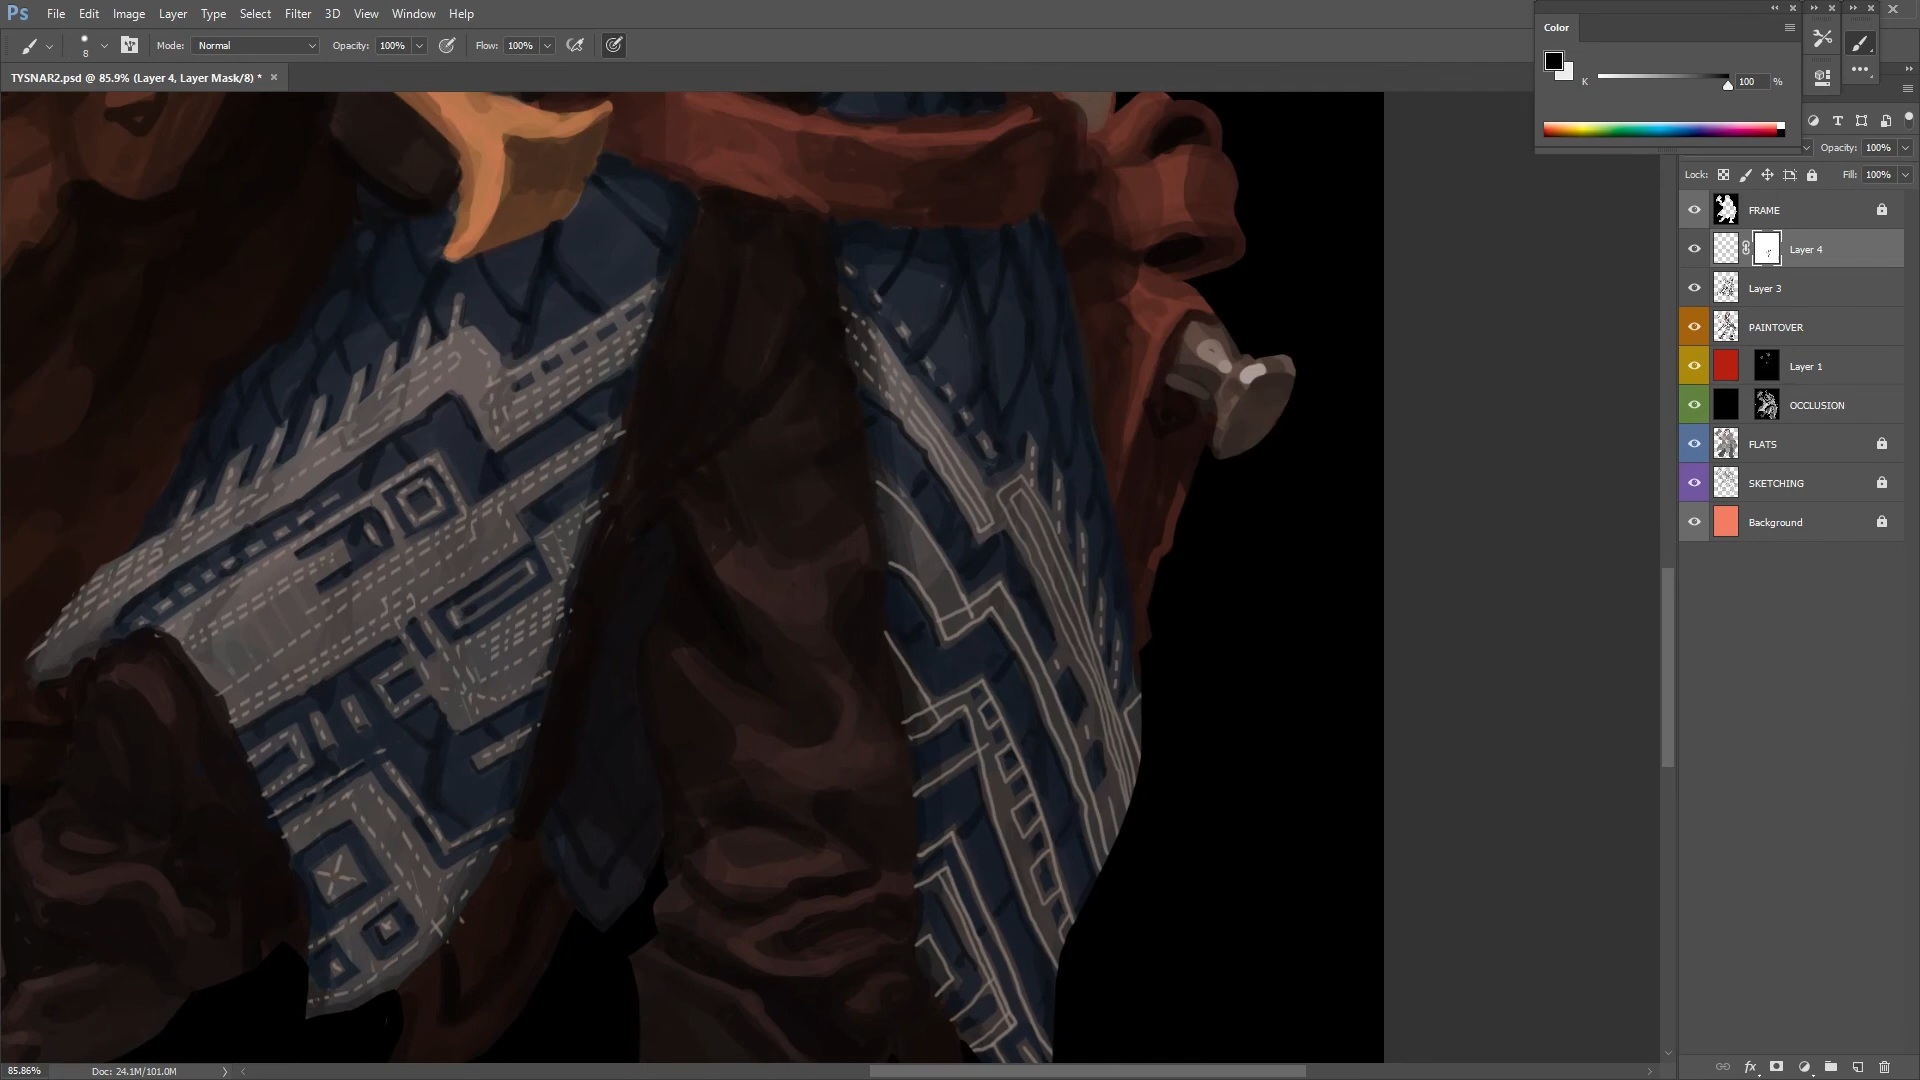 Ps File Edit Image Layer Type Select Filter 3D View Window Help
8 Mode: Normal Opacity: 100% Flow: 100%
TYSNAR2.psd @ 85.9% (Layer 4, Layer Mask/8) *
Color
K 100 %
Opacity: 100%
Lock: Fill: 100%
FRAME
Layer 4
Layer 3
PAINTOVER
Layer 1
OCCLUSION
FLATS
SKETCHING
Background
85.86% Doc: 24.1M/101.0M
fx